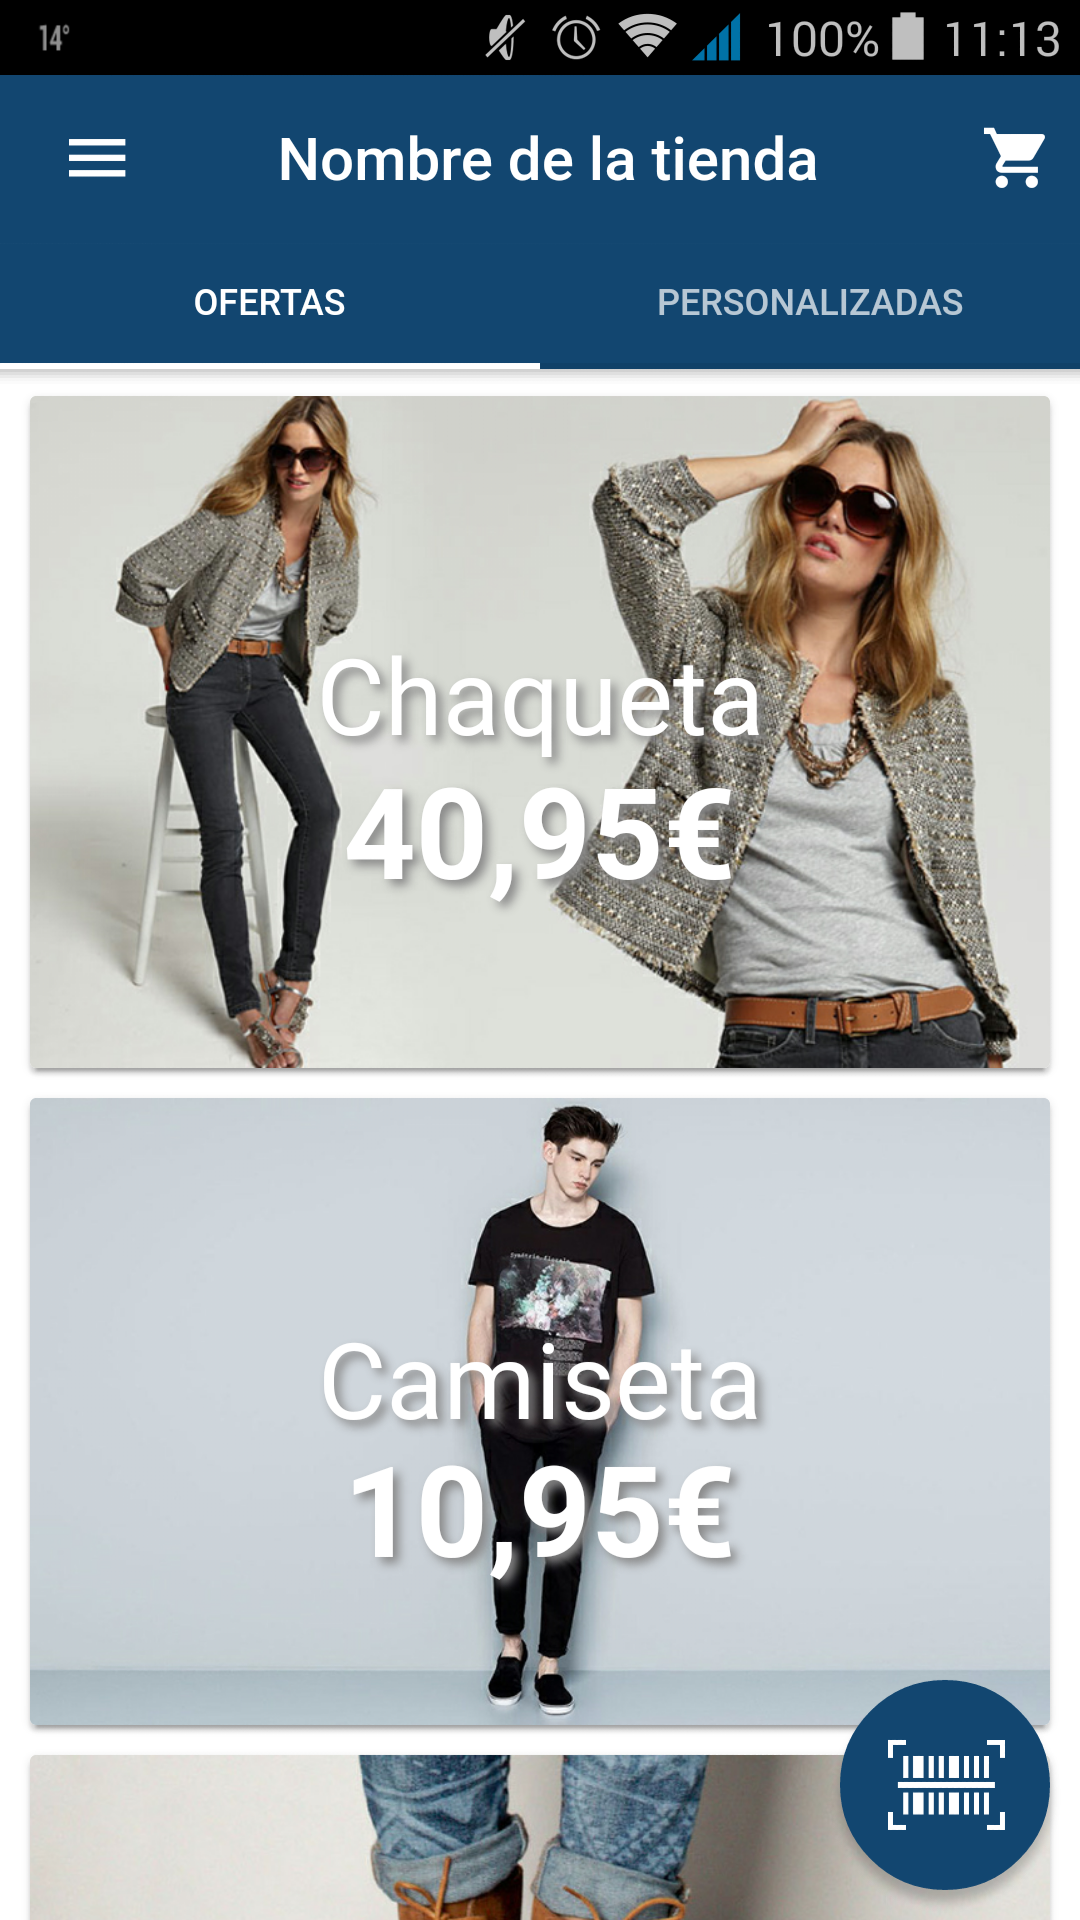 14°
100%
11:13
Nombre de la tienda
OFERTAS
PERSONALIZADAS
Chaqueta
40,95€
Camiseta
10,95€